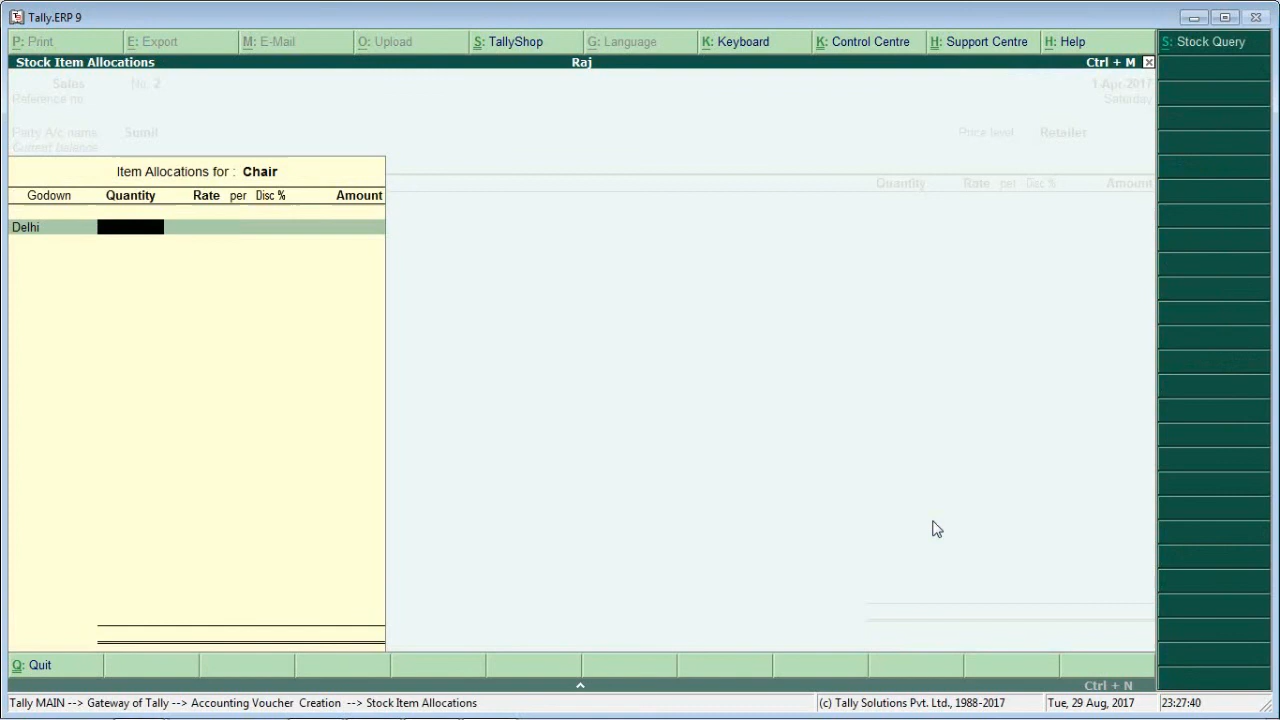 Tally.ERP 9
P: Print E: Export M: E-Mail O: Upload S: TallyShop G: Language K: Keyboard K: Control Centre H: Support Centre H: Help S: Stock Query
Stock Item Allocations Raj Ctrl + M
Sales No. 2 1-Apr-2017
Reference no. Saturday
Party A/c name Sumil Price level Retailer
Current balance
Item Allocations for : Chair
Quantity Rate per Disc % Amount
Godown Quantity Rate per Disc % Amount
Delhi
Q: Quit
Ctrl + N
Tally MAIN --> Gateway of Tally --> Accounting Voucher Creation --> Stock Item Allocations (c) Tally Solutions Pvt. Ltd., 1988-2017 Tue, 29 Aug, 2017 23:27:40